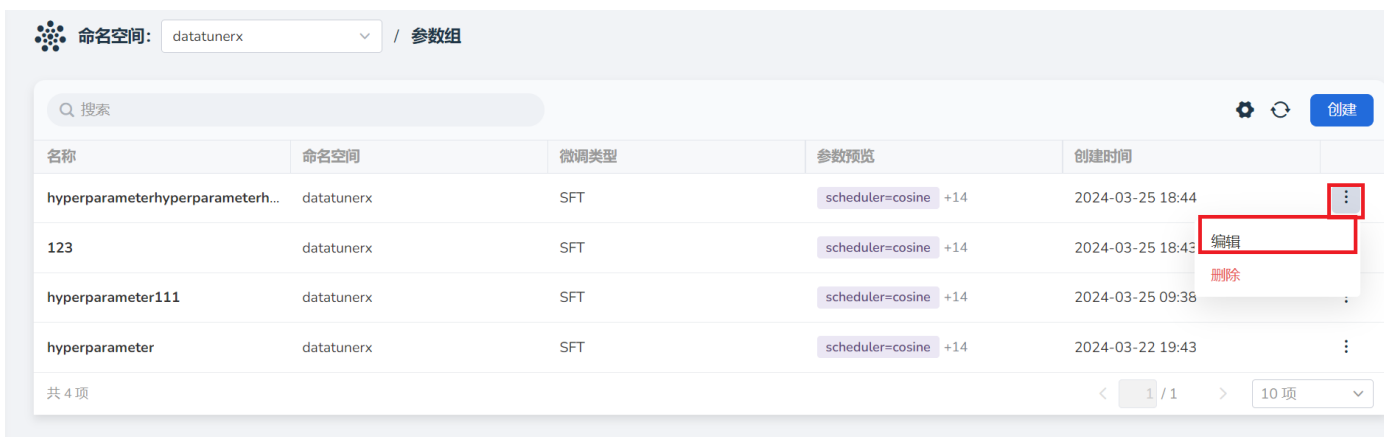 命名空间： datatunerx / 参数组
搜索 创建
名称 命名空间 微调类型 参数预览 创建时间
hyperparameterhyperparameterh... datatunerx SFT scheduler=cosine +14 2024-03-25 18:44
编辑
123 datatunerx SFT scheduler=cosine +14 2024-03-25 18:43
删除
hyperparameter111 datatunerx SFT scheduler=cosine +14 2024-03-25 09:38
hyperparameter datatunerx SFT scheduler=cosine +14 2024-03-22 19:43
共 4 项 1 / 1 10 项